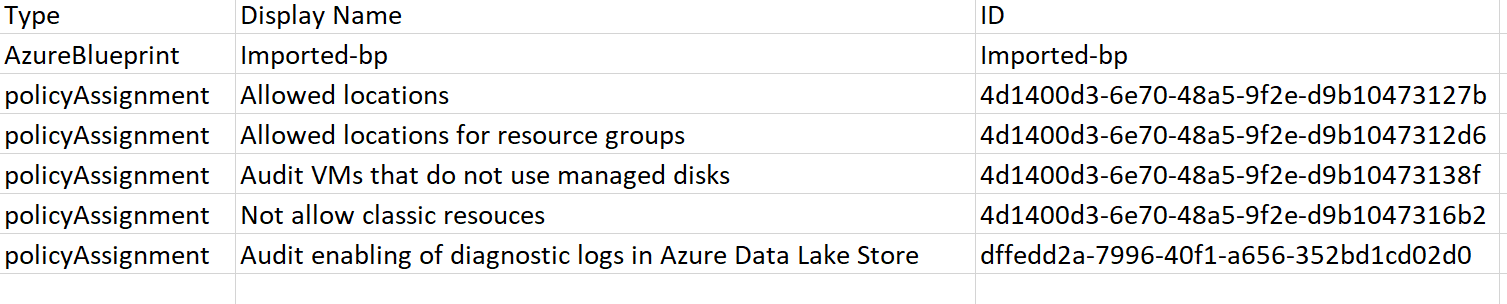 Type Display Name ID
AzureBlueprint Imported-bp Imported-bp
policyAssignment Allowed locations 4d1400d3-6e70-48a5-9f2e-d9b10473127b
policyAssignment Allowed locations for resource groups 4d1400d3-6e70-48a5-9f2e-d9b1047312d6
policyAssignment Audit VMs that do not use managed disks 4d1400d3-6e70-48a5-9f2e-d9b10473138f
policyAssignment Not allow classic resouces 4d1400d3-6e70-48a5-9f2e-d9b1047316b2
policyAssignment Audit enabling of diagnostic logs in Azure Data Lake Store dffedd2a-7996-40f1-a656-352bd1cd02d0